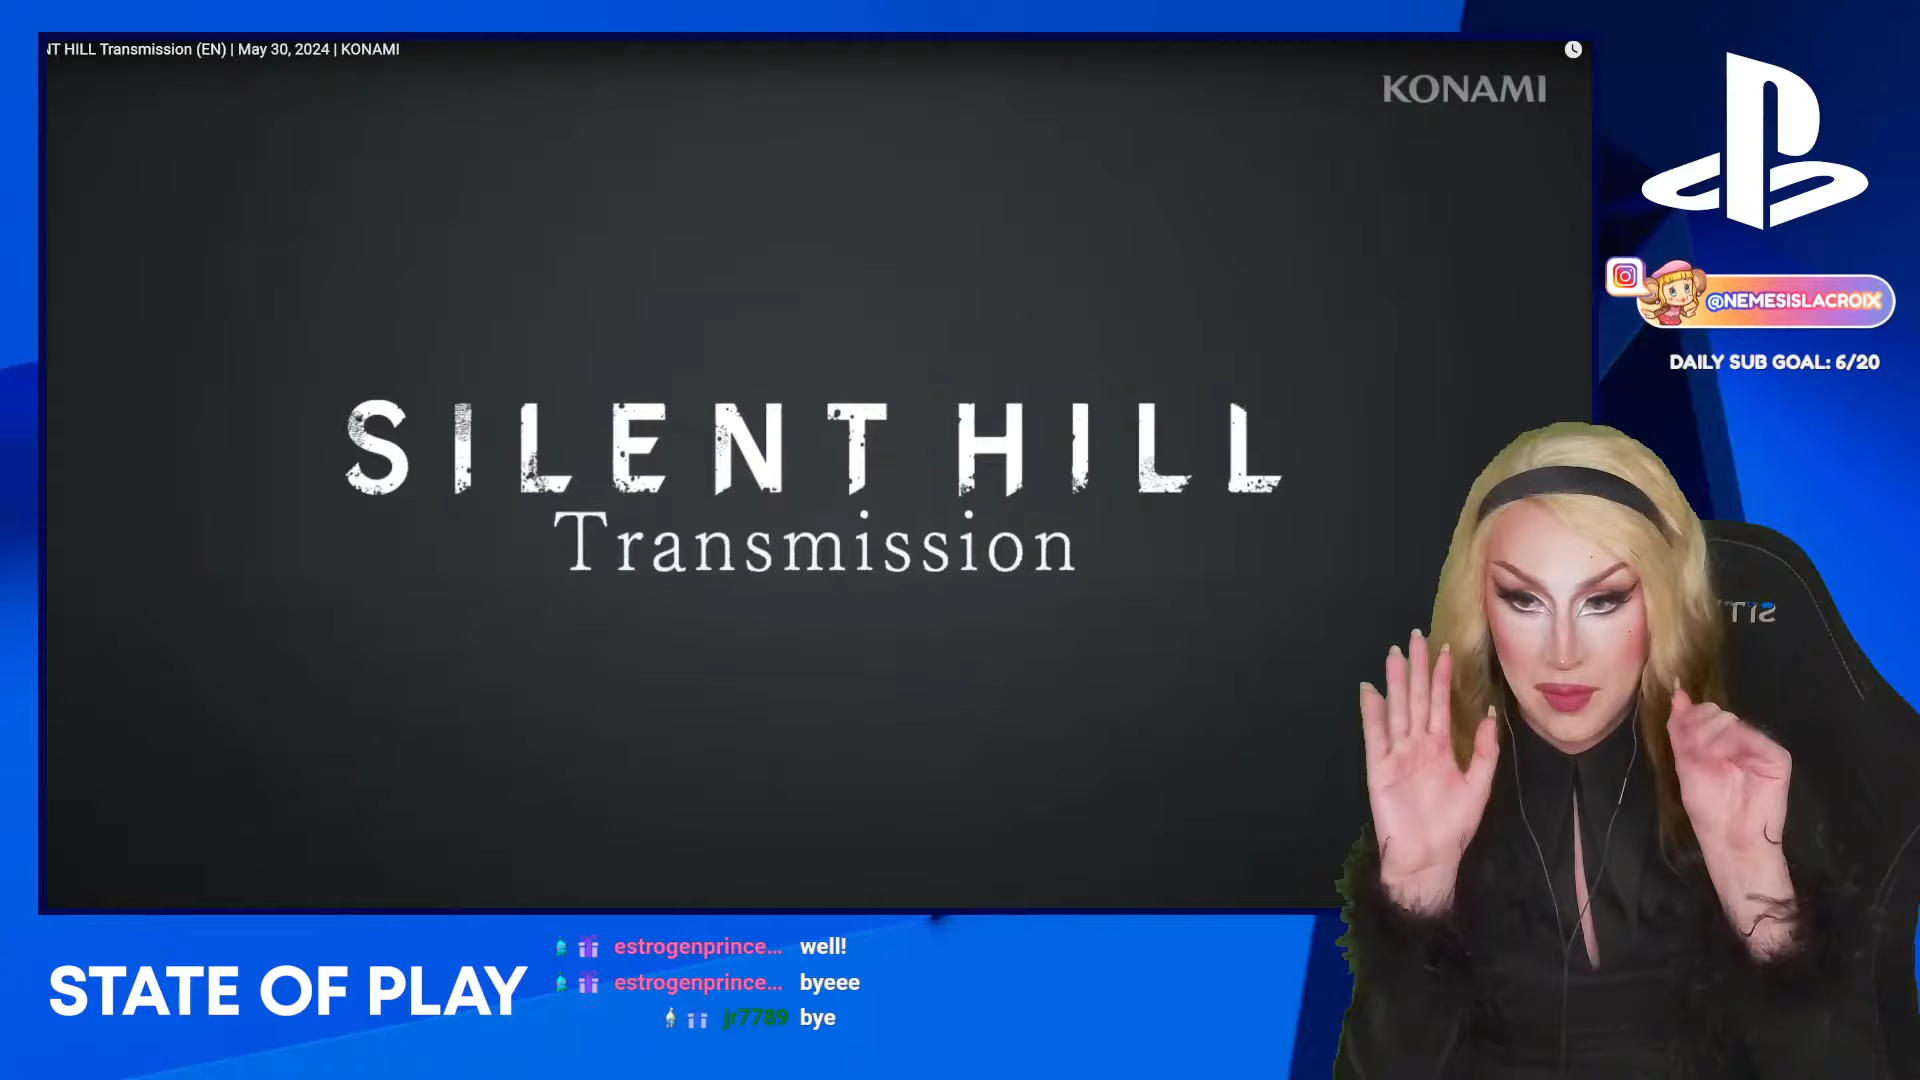 NT HILL Transmission (EN) | May 30, 2024 | KONAMI
KONAMI
SILENT HILL
Transmission
@NEMESISLACROIX
DAILY SUB GOAL: 6/20
STATE OF PLAY
estrogenprince... well!
estrogenprince... byeee
jr7789 bye